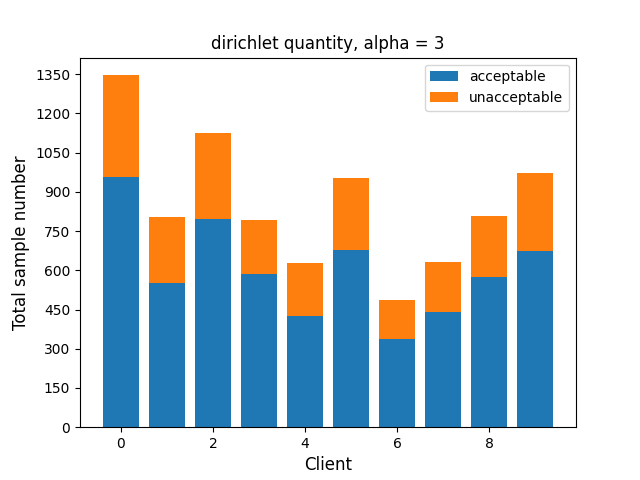 dirichlet quantity, alpha = 3
acceptable
unacceptable
Total sample number
1350
1200
1050
900
750
600
450
300
150
0
0 2 4 6 8
Client